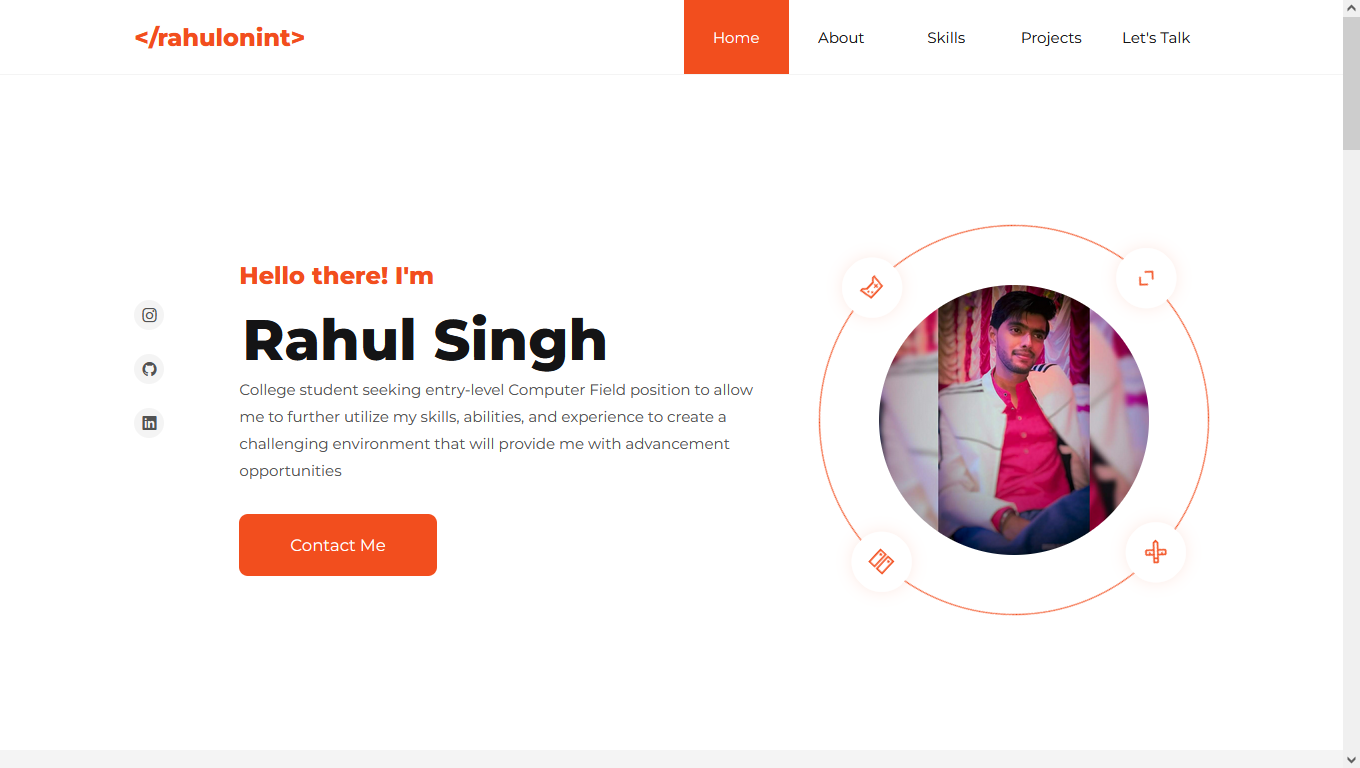 </rahulonint>
Home
About
Skills
Projects
Let's Talk
Hello there! I'm
Rahul Singh
College student seeking entry-level Computer Field position to allow
me to further utilize my skills, abilities, and experience to create a
challenging environment that will provide me with advancement
opportunities
Contact Me